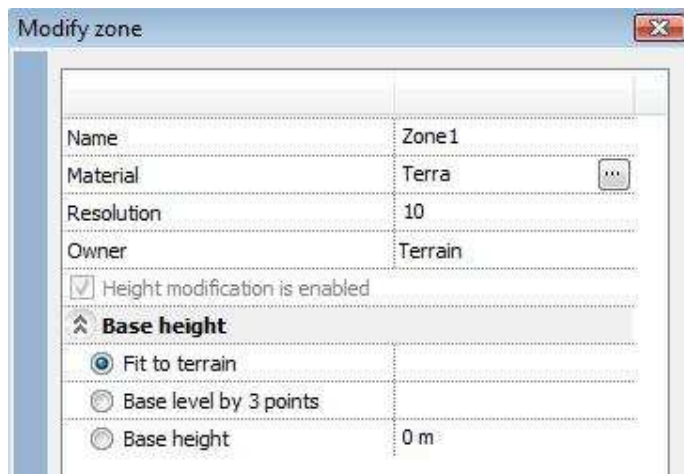 Modify zone
Name Zone1
Material Terra ...
Resolution 10
Owner Terrain
Height modification is enabled
Base height
Fit to terrain
Base level by 3 points
Base height 0 m